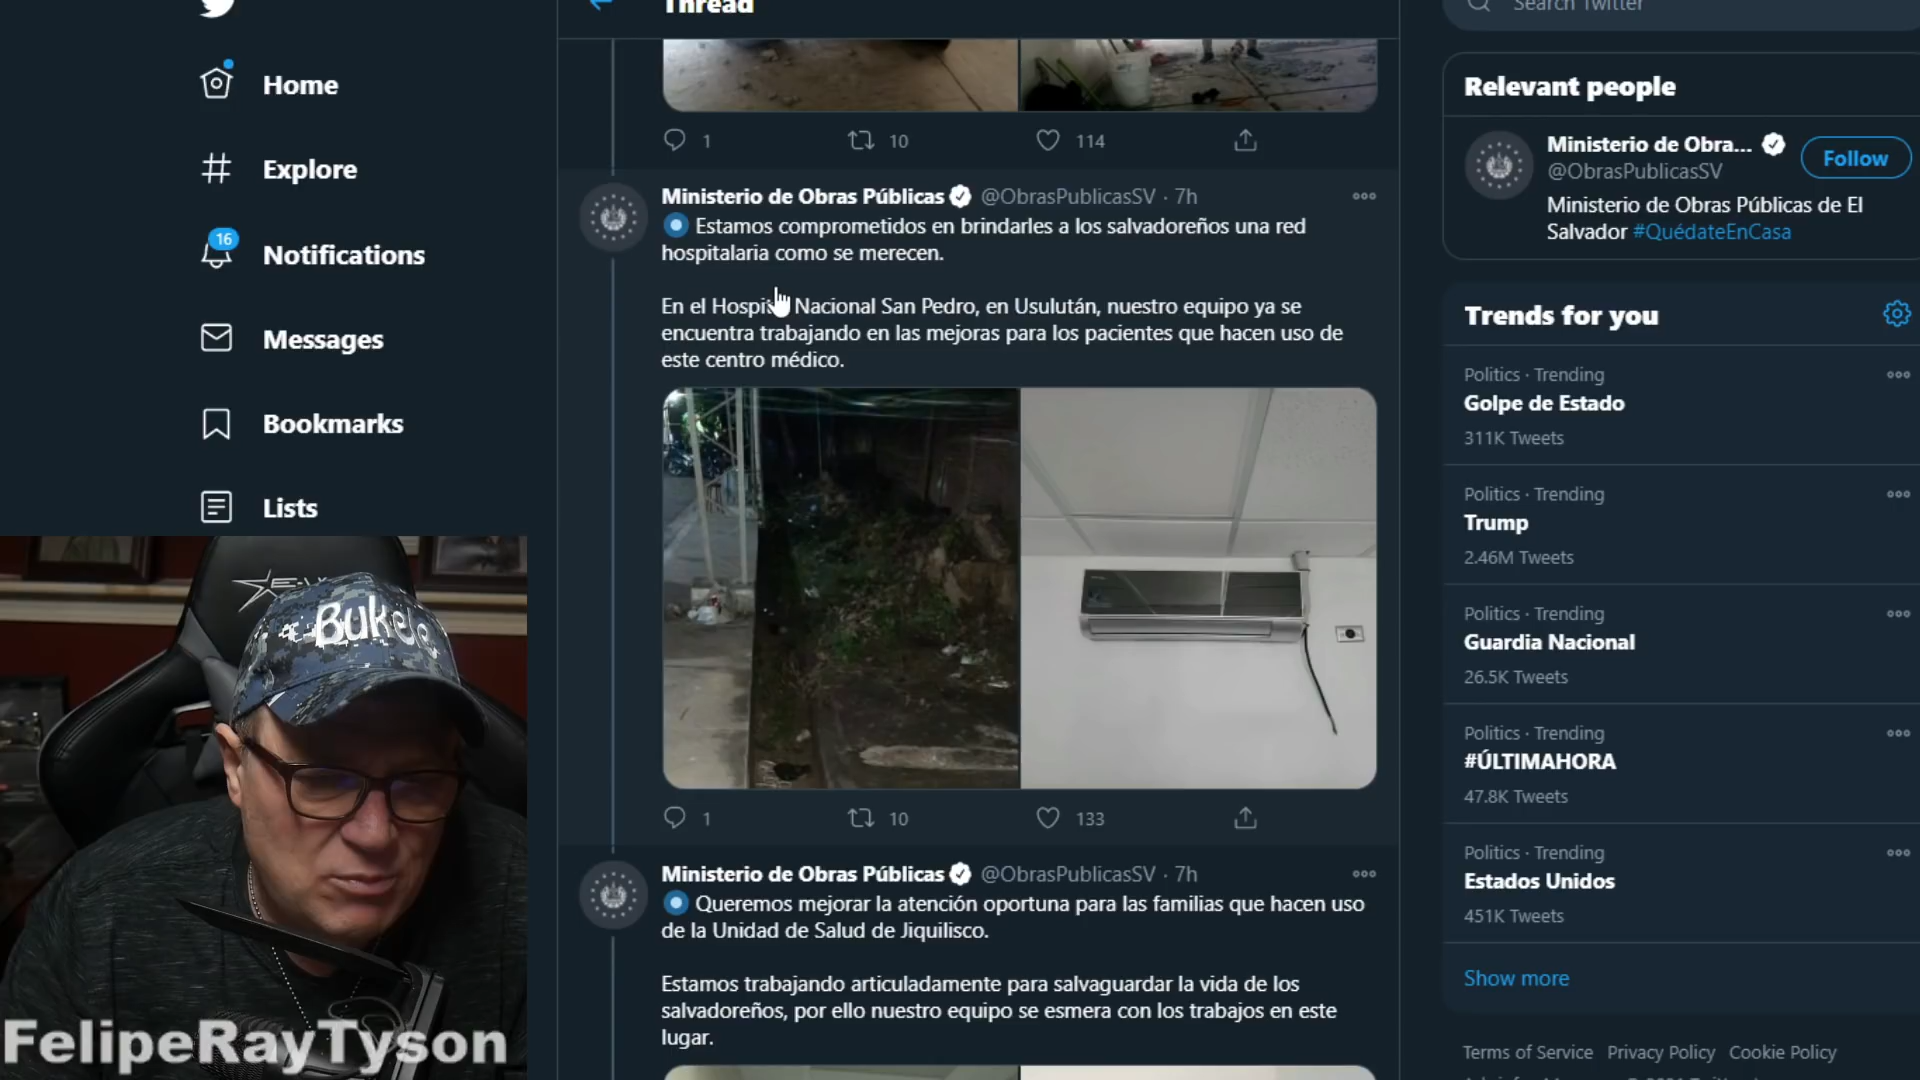 Thread
Search Twitter
Home
Explore
16
Notifications
Messages
Bookmarks
Lists
1 10 114
Ministerio de Obras Públicas @ObrasPublicasSV · 7h
Estamos comprometidos en brindarles a los salvadoreños una red
hospitalaria como se merecen.
En el Nacional San Pedro, en Usulután, nuestro equipo ya se
encuentra trabajando en las mejoras para los pacientes que hacen uso de
este centro médico.
1 10 133
Ministerio de Obras Públicas @ObrasPublicasSV · 7h
Queremos mejorar la atención oportuna para las familias que hacen uso
de la Unidad de Salud de Jiquilisco.
Estamos trabajando articuladamente para salvaguardar la vida de los
salvadoreños, por ello nuestro equipo se esmera con los trabajos en este
lugar.
Relevant people
Ministerio de Obra...
@ObrasPublicasSV
Follow
Ministerio de Obras Públicas de El
Salvador #QuédateEnCasa
Trends for you
Politics · Trending
Golpe de Estado
311K Tweets
Politics · Trending
Trump
2.46M Tweets
Politics · Trending
Guardia Nacional
26.5K Tweets
Politics · Trending
#ÚLTIMAHORA
47.8K Tweets
Politics · Trending
Estados Unidos
451K Tweets
Show more
Terms of Service Privacy Policy Cookie Policy
Bukele
FelipeRayTyson